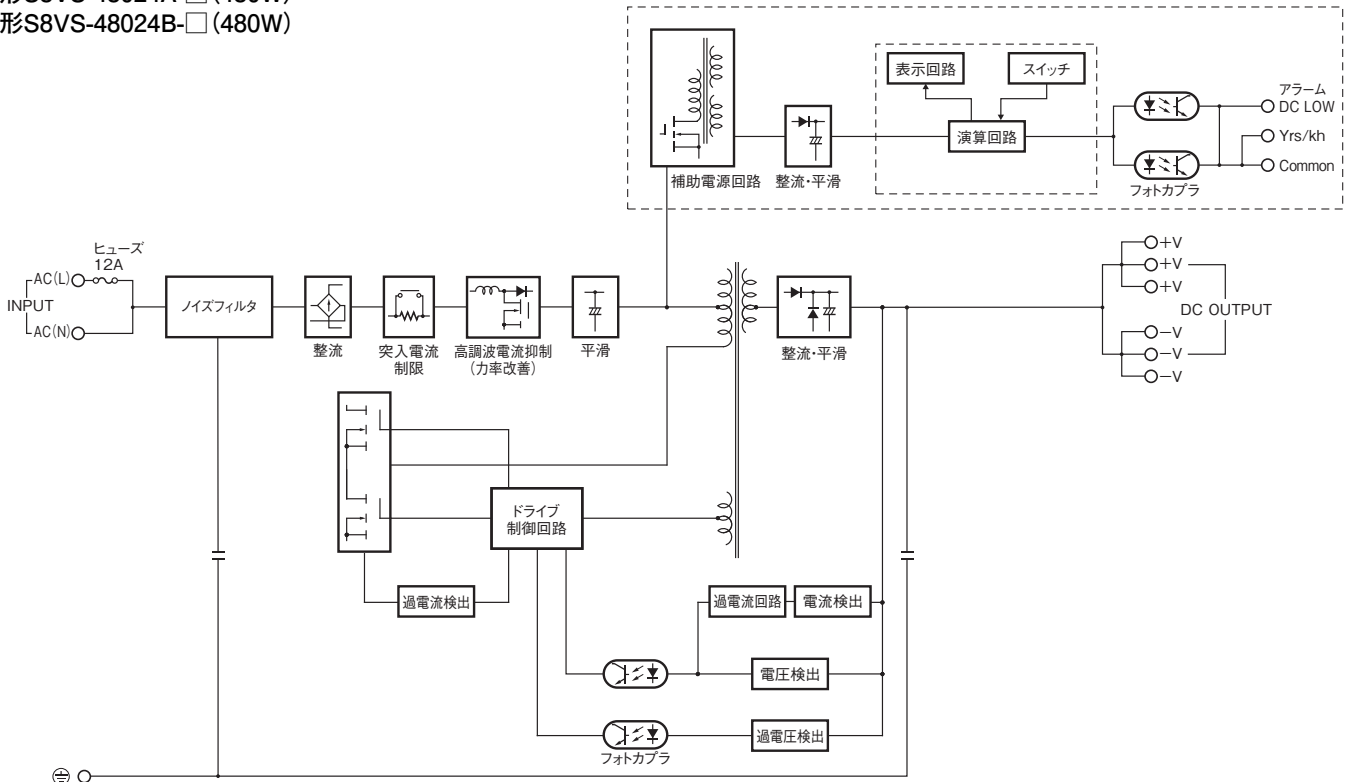 形S8VS-48024B-□（480W）
表示回路
スイッチ
演算回路
アラーム
DC LOW
Yrs/kh
Common
補助電源回路
整流・平滑
フォトカプラ
ヒューズ
12A
AC(L)
INPUT
AC(N)
ノイズフィルタ
整流
突入電流
制限
高調波電流抑制
（力率改善）
平滑
整流・平滑
+V
+V
+V
DC OUTPUT
−V
−V
−V
ドライブ
制御回路
過電流検出
過電流回路
電流検出
電圧検出
過電圧検出
フォトカプラ